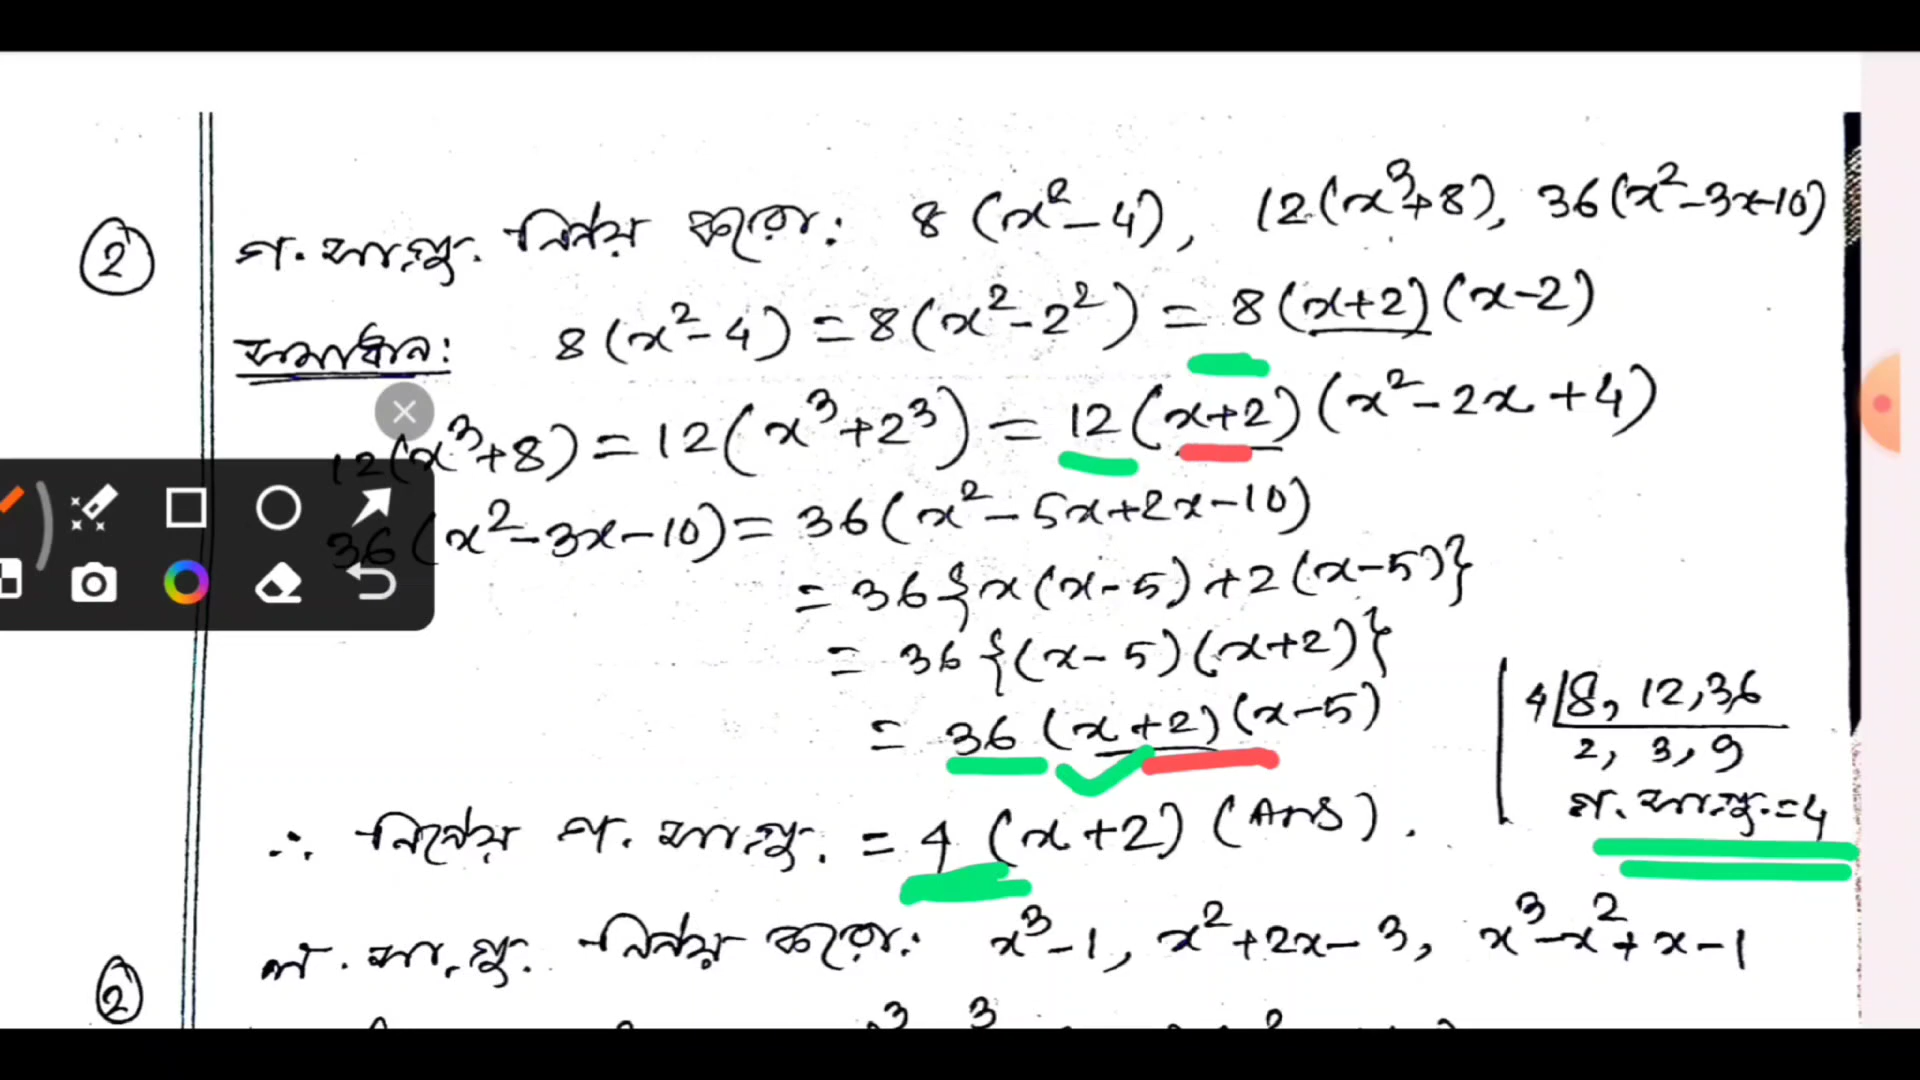 ② গ.সা.গু. নির্ণয় করো: 8(x²-4), 12(x³+8), 36(x²-3x-10)
সমাধান: 8(x²-4) = 8(x²-2²) = 8(x+2)(x-2)
12(x³+8) = 12(x³+2³) = 12(x+2)(x²-2x+4)
36(x²-3x-10) = 36(x²-5x+2x-10)
= 36{x(x-5)+2(x-5)}
= 36{(x-5)(x+2)}
= 36(x+2)(x-5)
4|8, 12, 36
2, 3, 9
গ.সা.গু.=4
∴ নির্ণেয় গ.সা.গু. = 4(x+2) (Ans).
② ল.সা.গু. নির্ণয় করো: x³-1, x²+2x-3, x³-x²+x-1